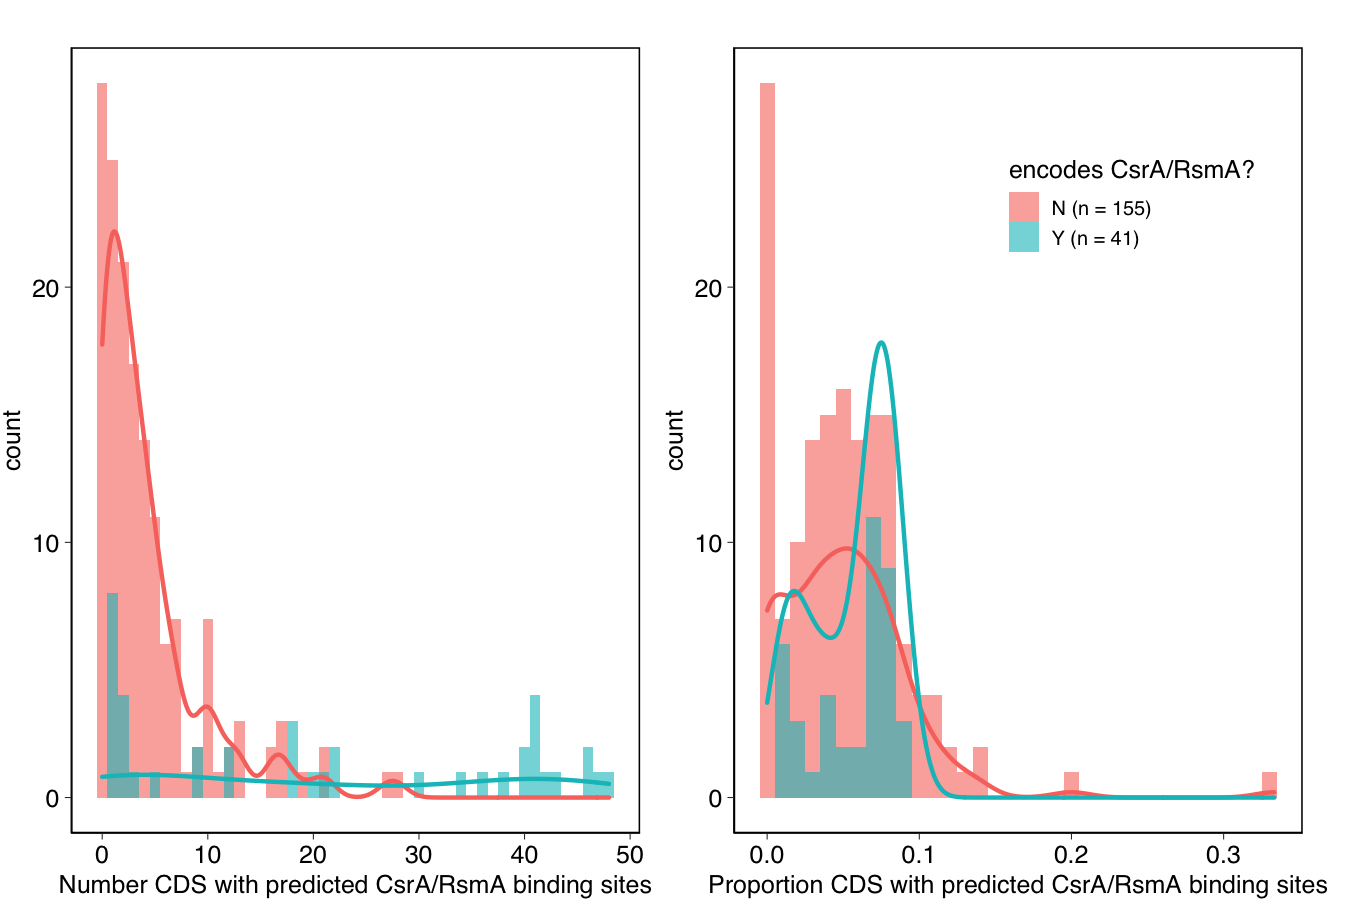 count
20
10
0
0
10
20
30
40
50
Number CDS with predicted CsrA/RsmA binding sites
count
20
10
0
0.0
0.1
0.2
0.3
Proportion CDS with predicted CsrA/RsmA binding sites
encodes CsrA/RsmA?
N (n = 155)
Y (n = 41)